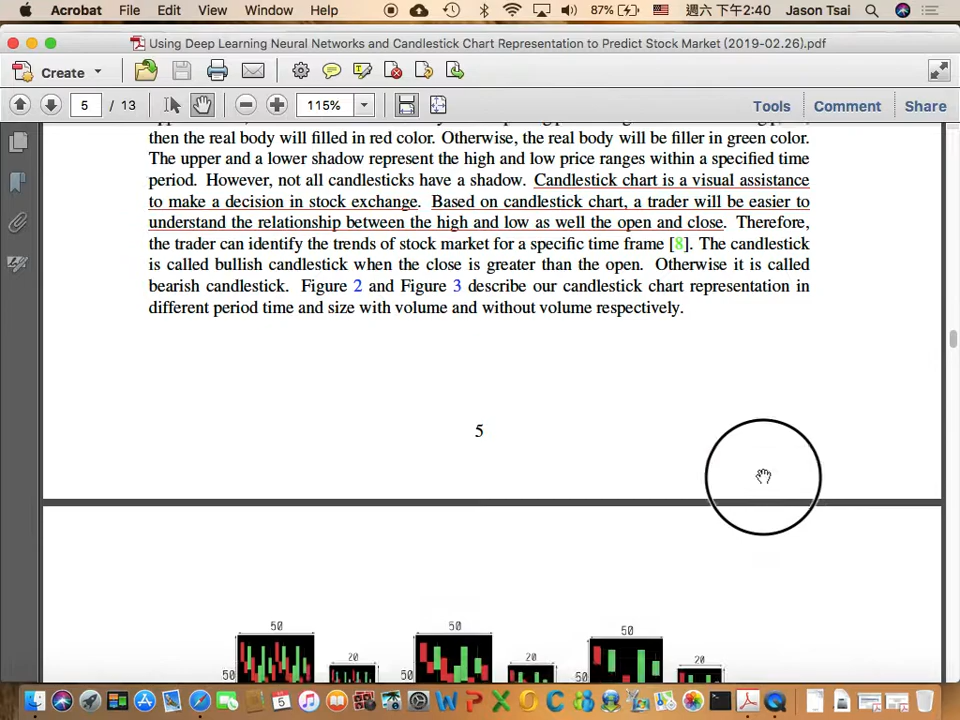 Acrobat File Edit View Window Help 87% 週六 下午2:40 Jason Tsai
Using Deep Learning Neural Networks and Candlestick Chart Representation to Predict Stock Market (2019-02.26).pdf
Create
5 / 13 115% Tools Comment Share
then the real body will filled in red color. Otherwise, the real body will be filler in green color.
The upper and a lower shadow represent the high and low price ranges within a specified time
period. However, not all candlesticks have a shadow. Candlestick chart is a visual assistance
to make a decision in stock exchange. Based on candlestick chart, a trader will be easier to
understand the relationship between the high and low as well the open and close. Therefore,
the trader can identify the trends of stock market for a specific time frame [8]. The candlestick
is called bullish candlestick when the close is greater than the open. Otherwise it is called
bearish candlestick. Figure 2 and Figure 3 describe our candlestick chart representation in
different period time and size with volume and without volume respectively.
5
50 50 50
20 20 20
50 50 50